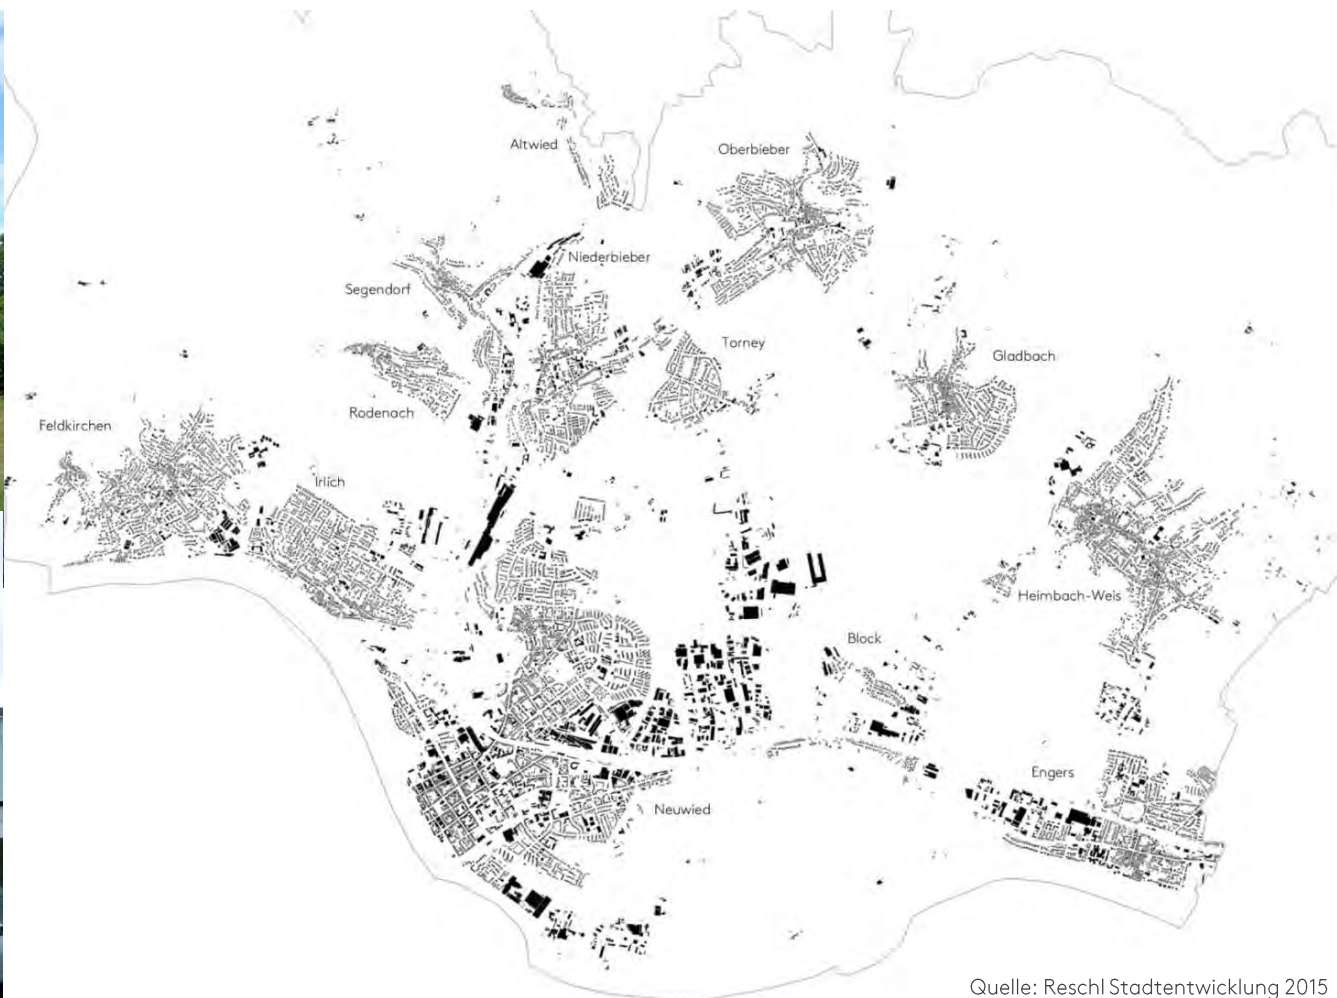 Altwied
Oberbieber
Niederbieber
Segendorf
Torney
Gladbach
Rodenach
Feldkirchen
Irlich
Heimbach-Weis
Block
Engers
Neuwied
Quelle: Reschl Stadtentwicklung 2015